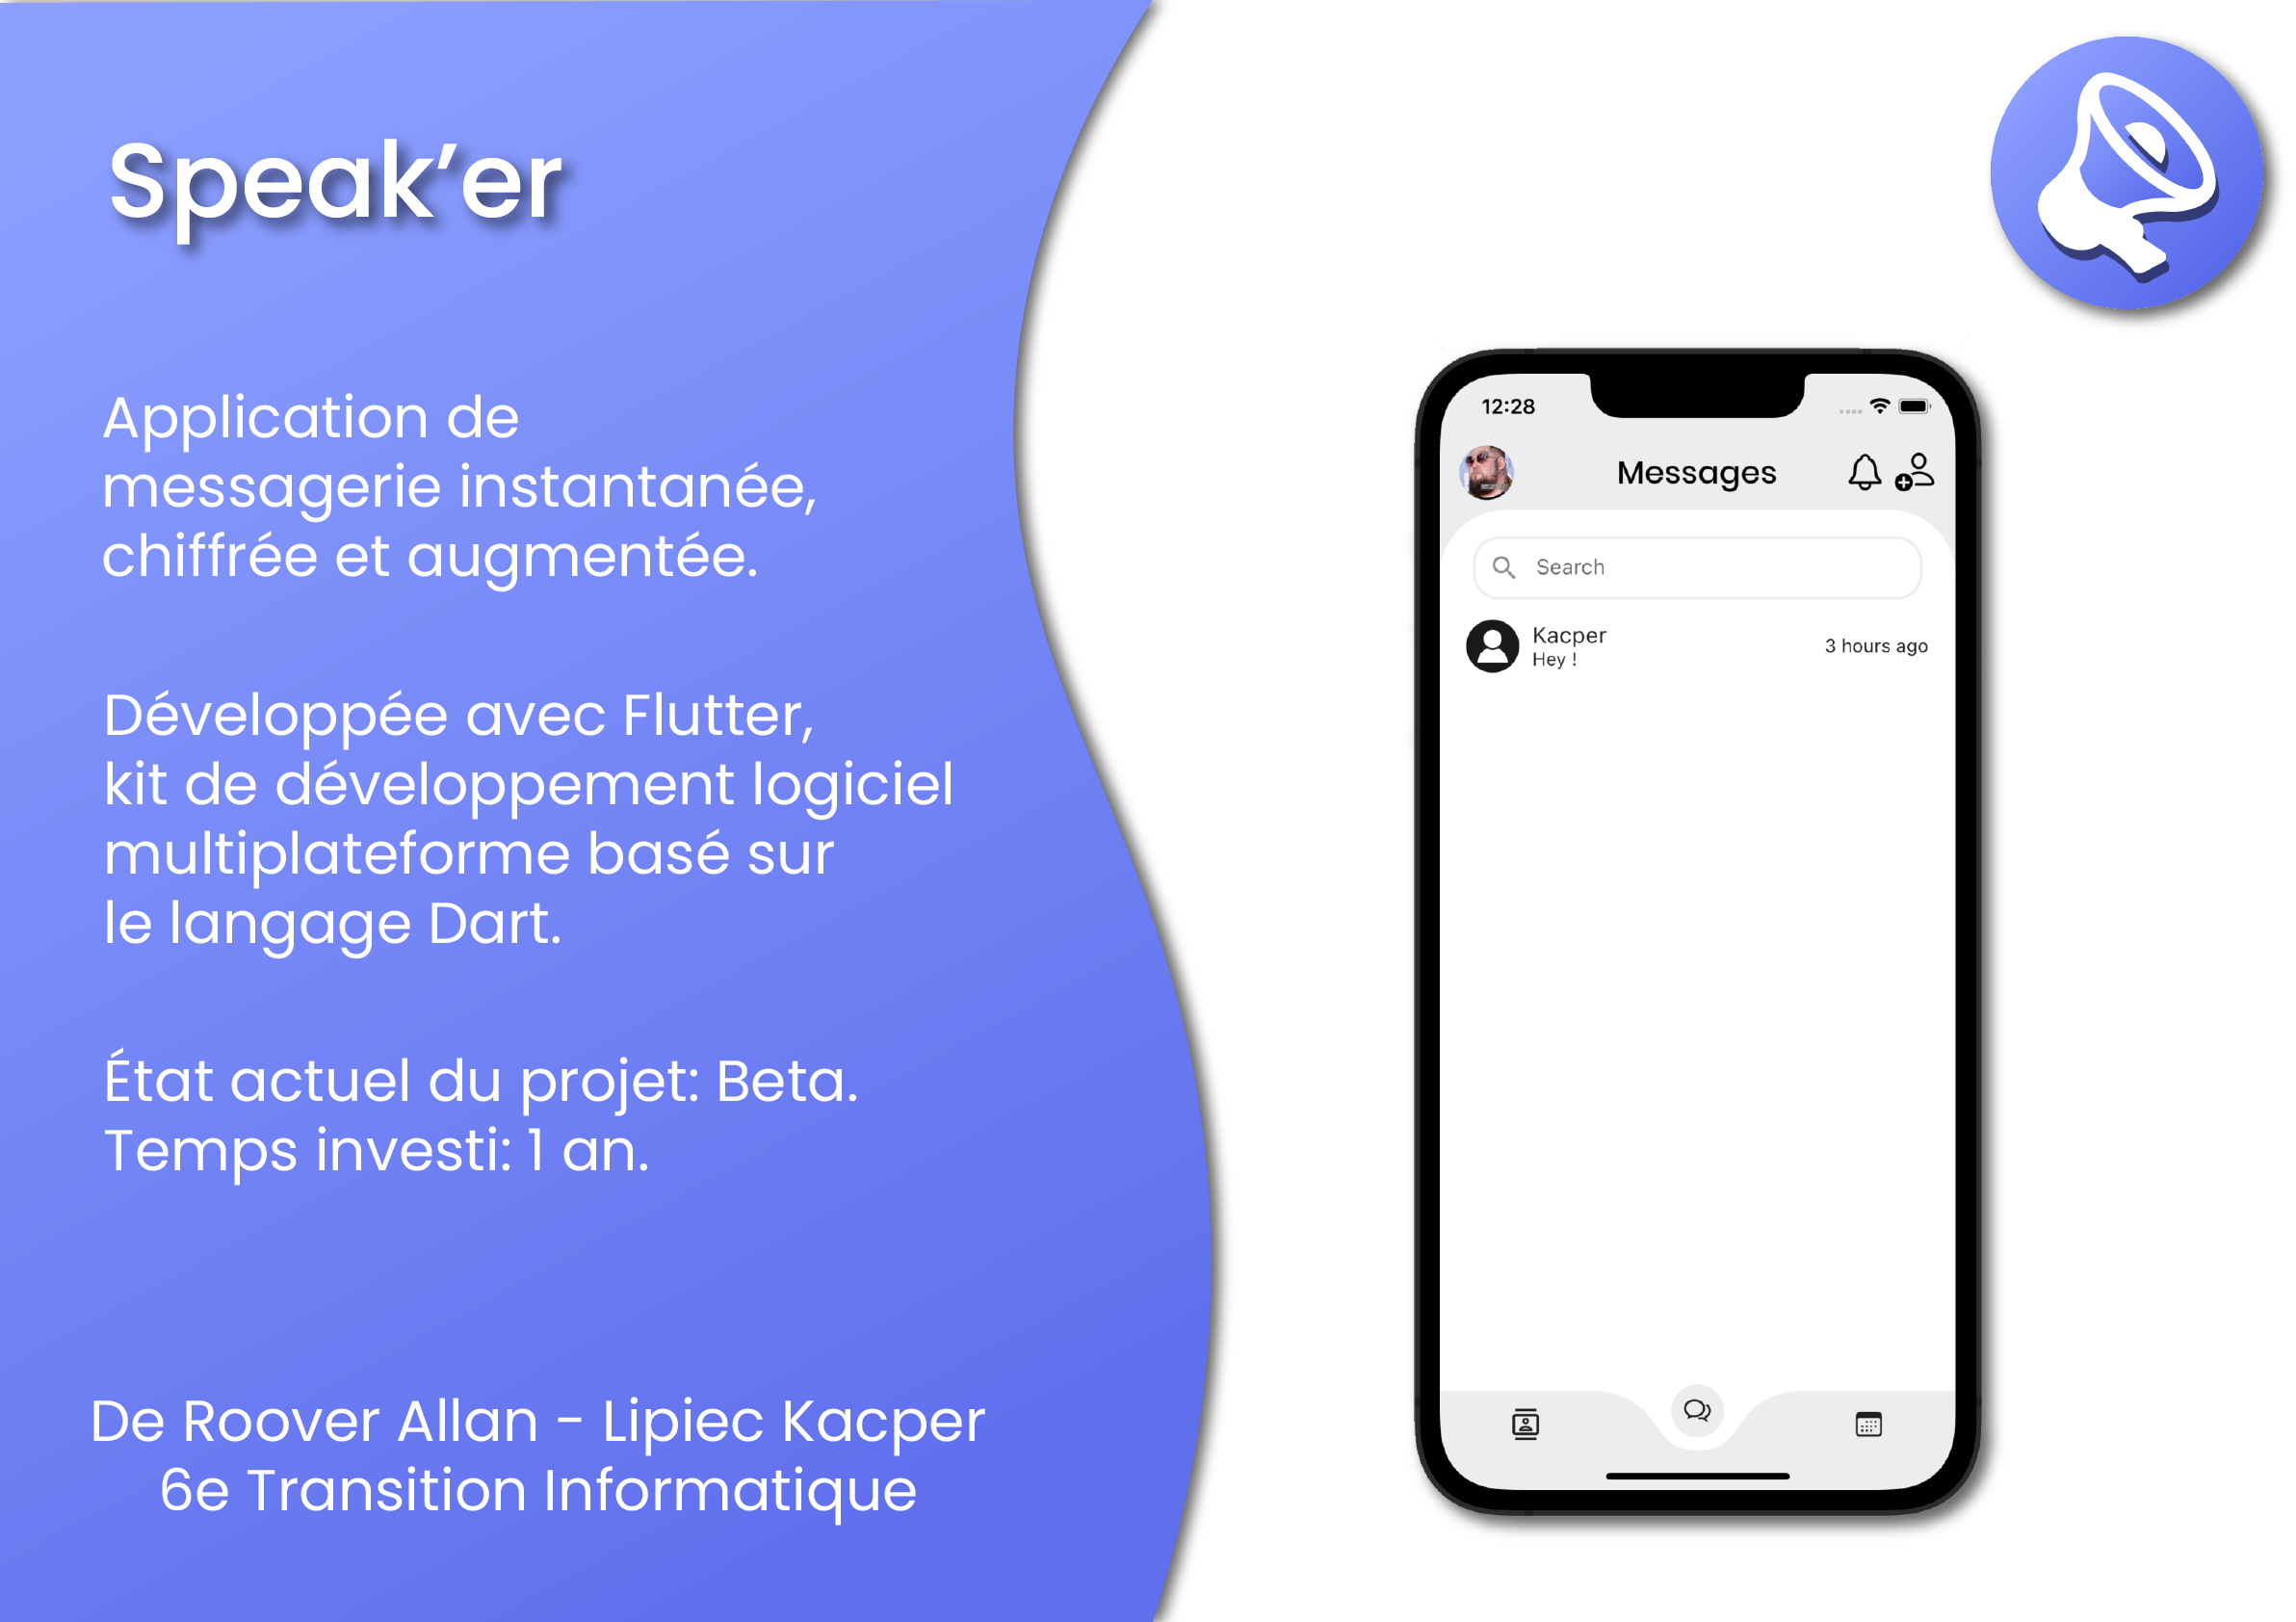 Speak’er
Application de
messagerie instantanée,
chiffrée et augmentée.
Développée avec Flutter,
kit de développement logiciel
multiplateforme basé sur
le langage Dart.
État actuel du projet: Beta.
Temps investi: 1 an.
De Roover Allan - Lipiec Kacper
6e Transition Informatique
12:28
Messages
Search
Kacper
Hey !
3 hours ago